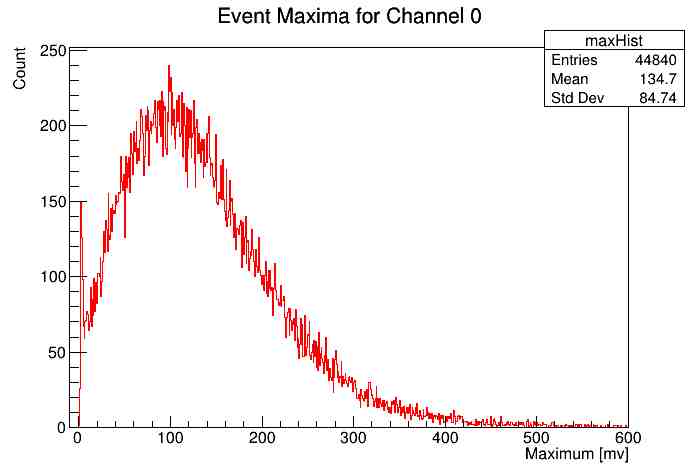 Event Maxima for Channel 0
maxHist
Entries 44840
Mean 134.7
Std Dev 84.74
Count
250
200
150
100
50
0
0 100 200 300 400 500 600
Maximum [mv]